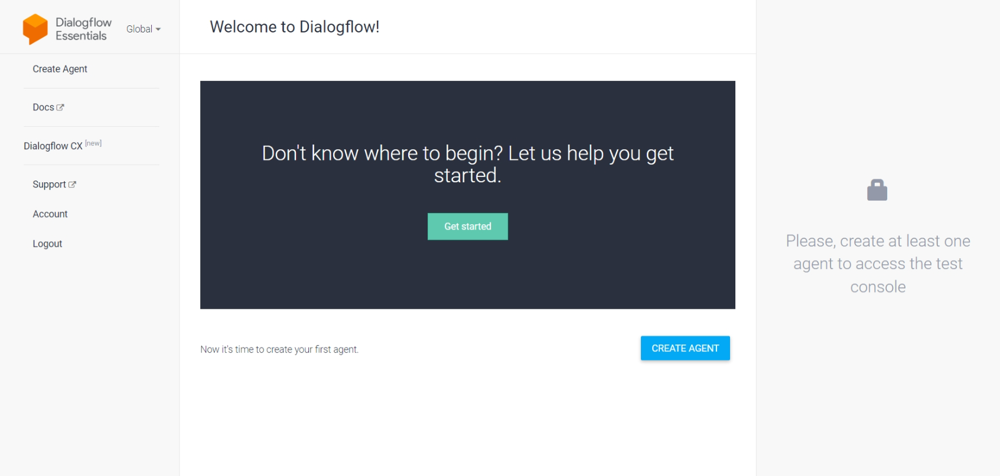 Dialogflow
Essentials
Global
Welcome to Dialogflow!
Create Agent
Docs
Dialogflow CX [new]
Support
Account
Logout
Don't know where to begin? Let us help you get
started.
Get started
Now it's time to create your first agent.
CREATE AGENT
Please, create at least one
agent to access the test
console